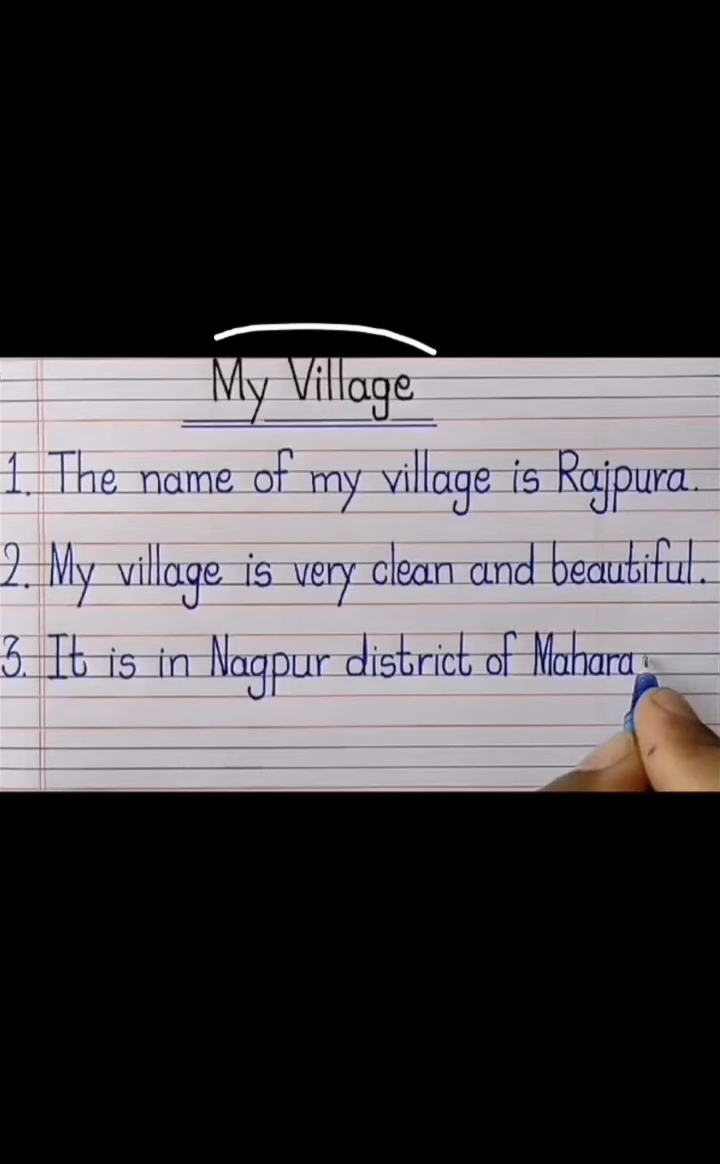 My Village
1. The name of my village is Rajpura.
2. My village is very clean and beautiful.
3. It is in Nagpur district of Mahara